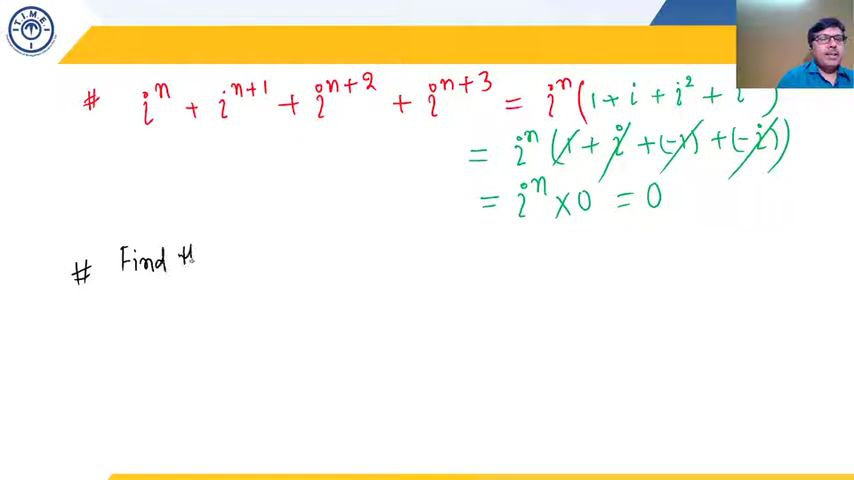 I.T.I.M.E.I
# i^n + i^{n+1} + i^{n+2} + i^{n+3} = i^n (1 + i + i^2 + i )
= i^n (1 + i + (-1) + (-i))
= i^n × 0 = 0
# Find